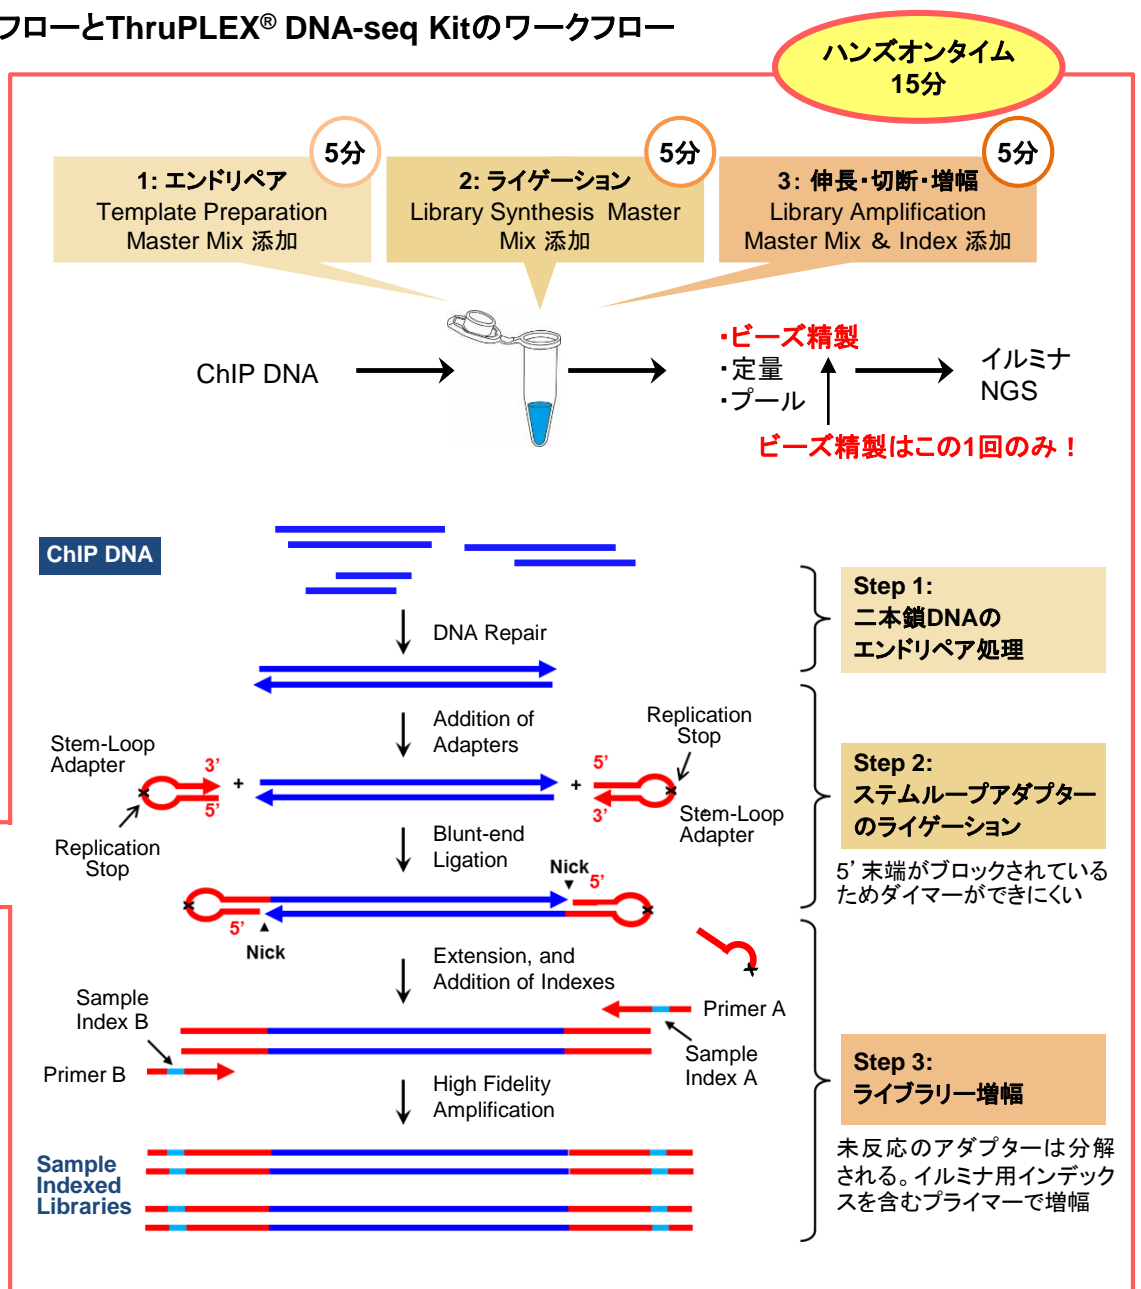 フローとThruPLEX® DNA-seq Kitのワークフロー
ハンズオンタイム
15分
5分
5分
5分
1: エンドリペア
Template Preparation
Master Mix 添加
2: ライゲーション
Library Synthesis Master
Mix 添加
3: 伸長・切断・増幅
Library Amplification
Master Mix & Index 添加
ChIP DNA
・ビーズ精製
・定量
・プール
イルミナ
NGS
ビーズ精製はこの1回のみ！
ChIP DNA
DNA Repair
Step 1:
二本鎖DNAの
エンドリペア処理
Addition of
Adapters
Replication
Stop
Stem-Loop
Adapter
3’
5’
+
+
5’
3’
Replication
Stop
Stem-Loop
Adapter
Step 2:
ステムループアダプター
のライゲーション
5’ 末端がブロックされている
ためダイマーができにくい
Blunt-end
Ligation
Nick
5’
5’
Nick
Extension, and
Addition of Indexes
Sample
Index B
Primer B
Primer A
Sample
Index A
High Fidelity
Amplification
Step 3:
ライブラリー増幅
未反応のアダプターは分解
される。イルミナ用インデック
スを含むプライマーで増幅
Sample
Indexed
Libraries